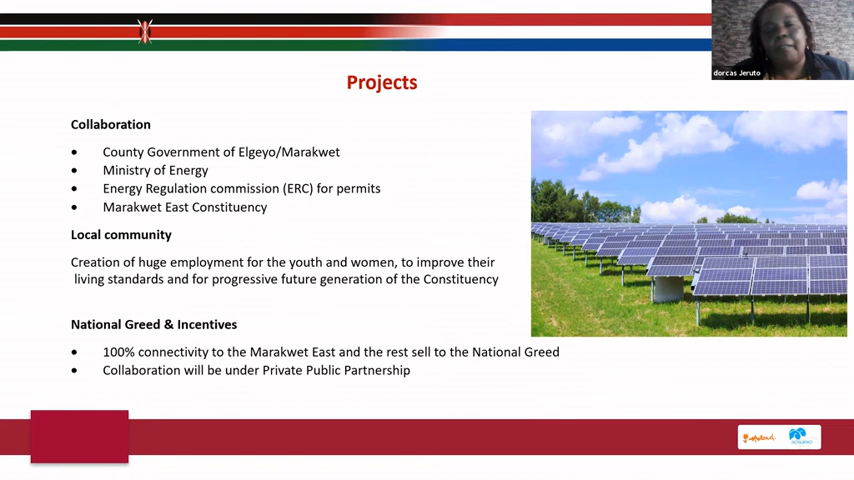 dorcas Jeruto
Projects
Collaboration
• County Government of Elgeyo/Marakwet
• Ministry of Energy
• Energy Regulation commission (ERC) for permits
• Marakwet East Constituency
Local community
Creation of huge employment for the youth and women, to improve their
living standards and for progressive future generation of the Constituency
National Greed & Incentives
• 100% connectivity to the Marakwet East and the rest sell to the National Greed
• Collaboration will be under Private Public Partnership